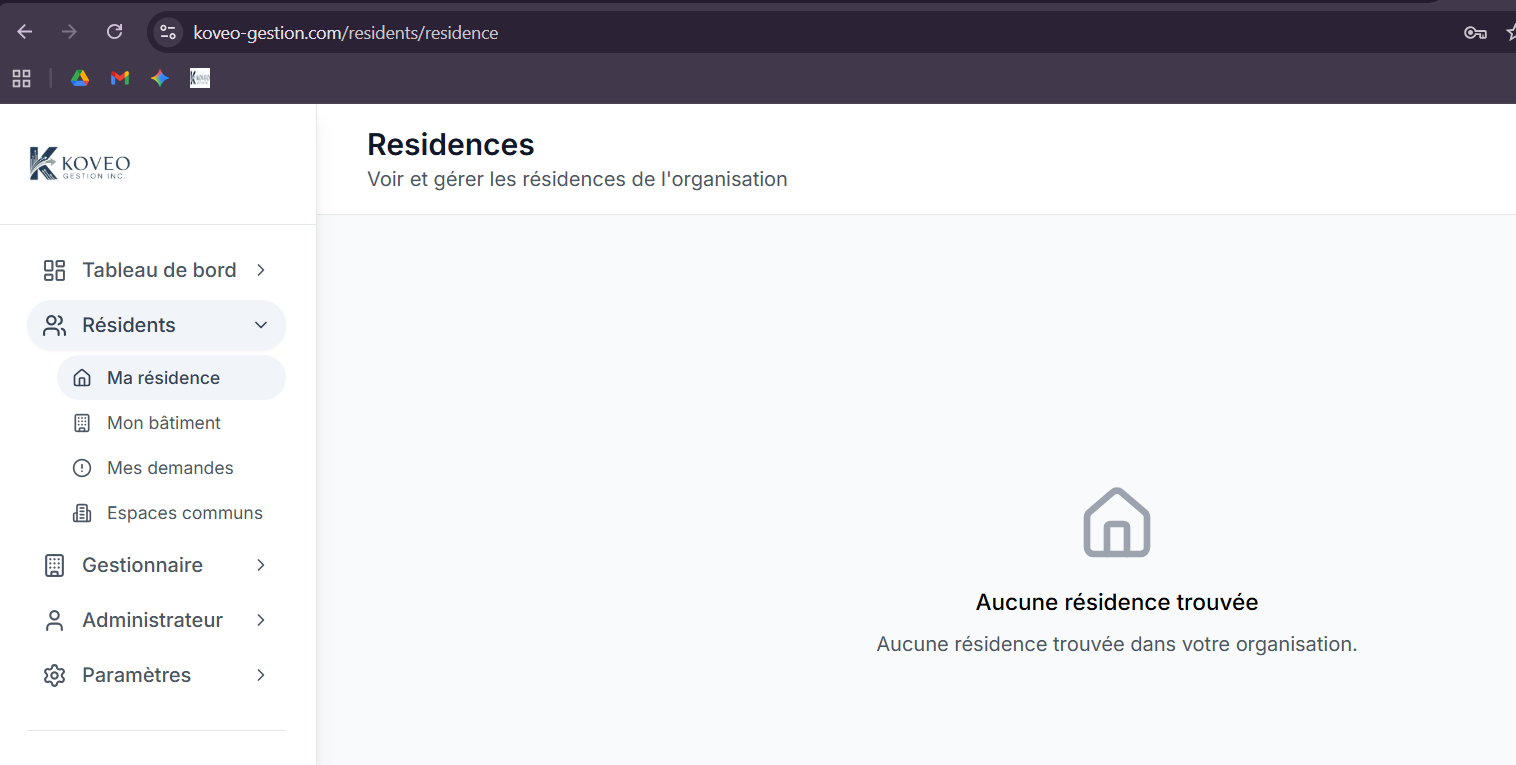 koveo-gestion.com/residents/residence
KOVEO
GESTION INC.
Residences
Voir et gérer les résidences de l'organisation
Tableau de bord
Résidents
Ma résidence
Mon bâtiment
Mes demandes
Espaces communs
Gestionnaire
Administrateur
Paramètres
Aucune résidence trouvée
Aucune résidence trouvée dans votre organisation.